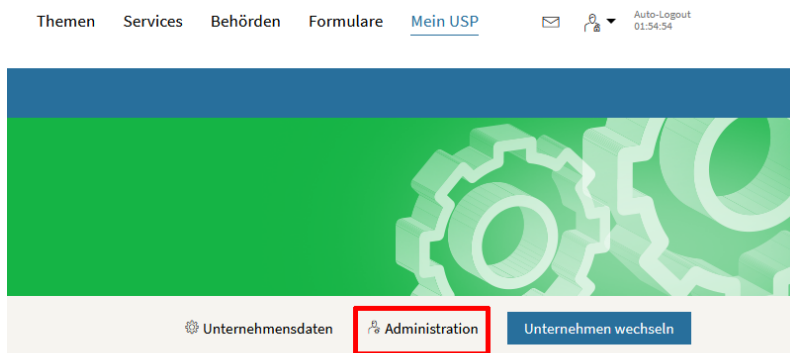 Themen Services Behörden Formulare Mein USP Auto-Logout
01:54:54
Unternehmensdaten Administration Unternehmen wechseln